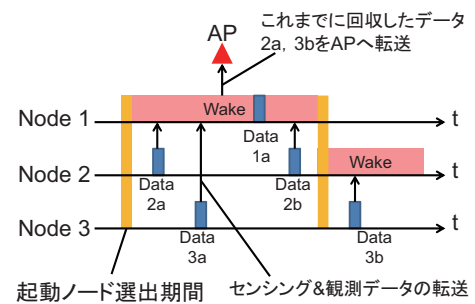 これまでに回収したデータ
2a, 3bをAPへ転送
AP
Node 1
Wake
t
Data
1a
Node 2
Data
2a
Data
2b
Wake
t
Node 3
Data
3a
Data
3b
t
起動ノード選出期間
センシング&観測データの転送